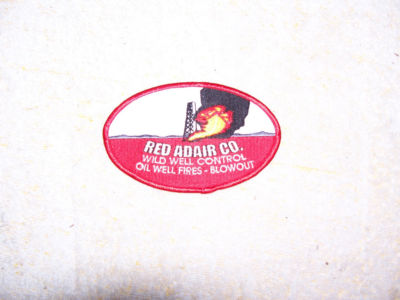 RED ADAIR CO.
WILD WELL CONTROL
OIL WELL FIRES - BLOWOUT